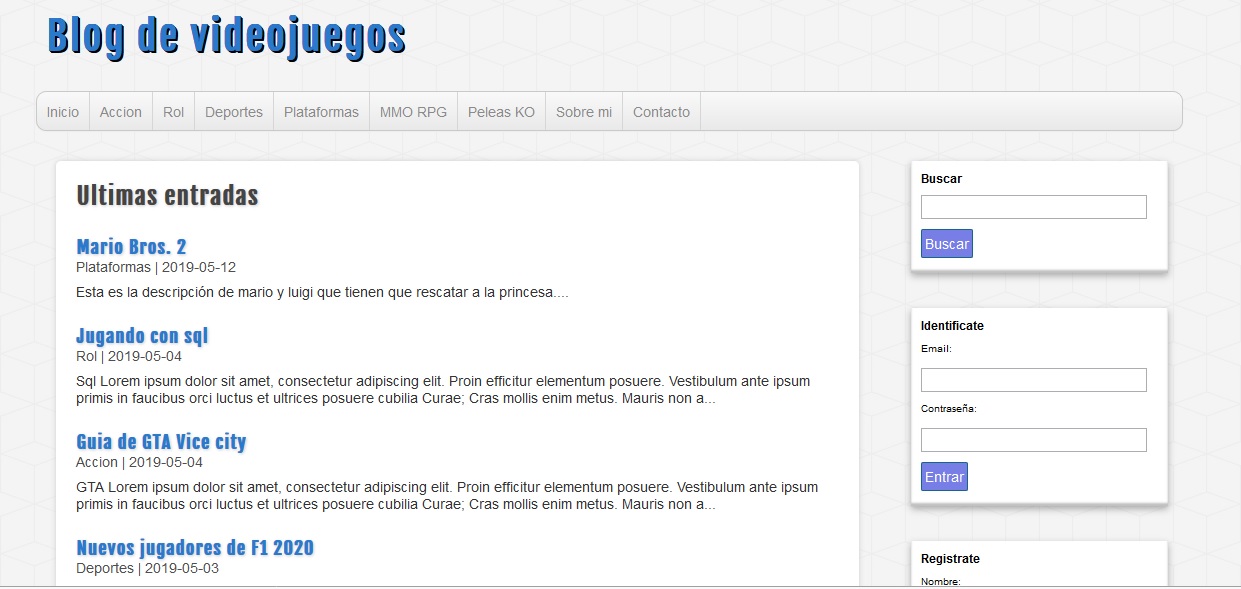 Blog de videojuegos
Inicio Accion Rol Deportes Plataformas MMO RPG Peleas KO Sobre mi Contacto
Ultimas entradas
Mario Bros. 2
Plataformas | 2019-05-12
Esta es la descripción de mario y luigi que tienen que rescatar a la princesa....
Jugando con sql
Rol | 2019-05-04
Sql Lorem ipsum dolor sit amet, consectetur adipiscing elit. Proin efficitur elementum posuere. Vestibulum ante ipsum
primis in faucibus orci luctus et ultrices posuere cubilia Curae; Cras mollis enim metus. Mauris non a...
Guia de GTA Vice city
Accion | 2019-05-04
GTA Lorem ipsum dolor sit amet, consectetur adipiscing elit. Proin efficitur elementum posuere. Vestibulum ante ipsum
primis in faucibus orci luctus et ultrices posuere cubilia Curae; Cras mollis enim metus. Mauris non a...
Nuevos jugadores de F1 2020
Deportes | 2019-05-03
Buscar
Buscar
Identificate
Email:
Contraseña:
Entrar
Registrate
Nombre: